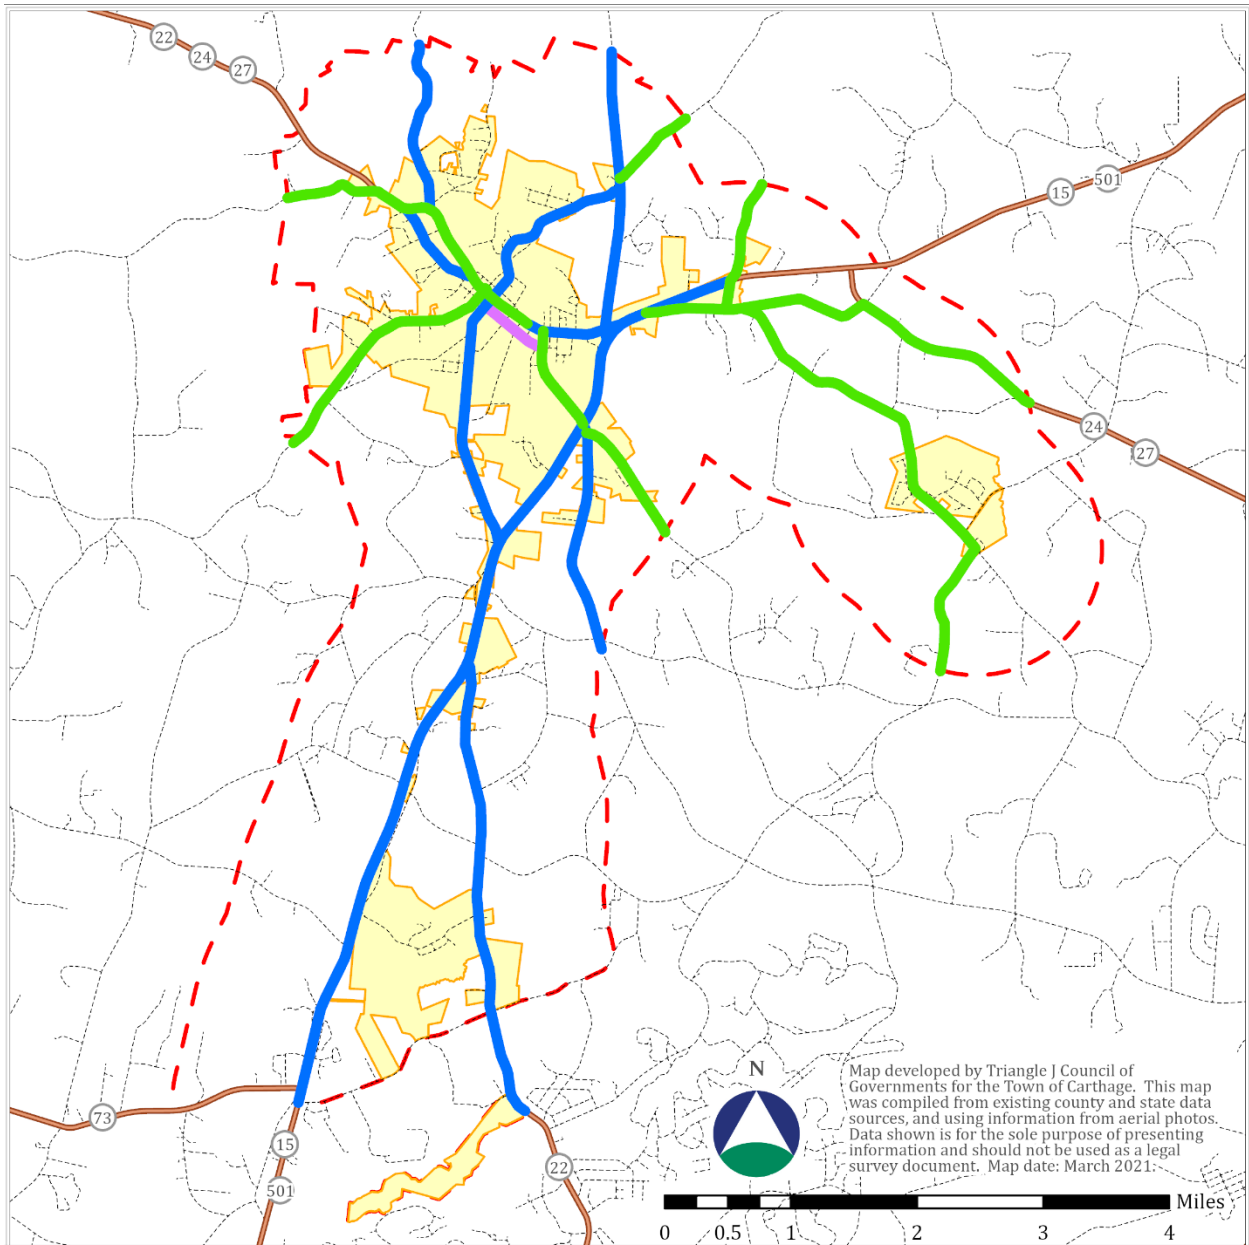 22
24
27
501
15
24
27
N
Map developed by Triangle J Council of
Governments for the Town of Carthage. This map
was compiled from existing county and state data
sources, and using information from aerial photos.
Data shown is for the sole purpose of presenting
information and should not be used as a legal
survey document. Map date: March 2021.
73
15
22
501
Miles
0 0.5 1 2 3 4